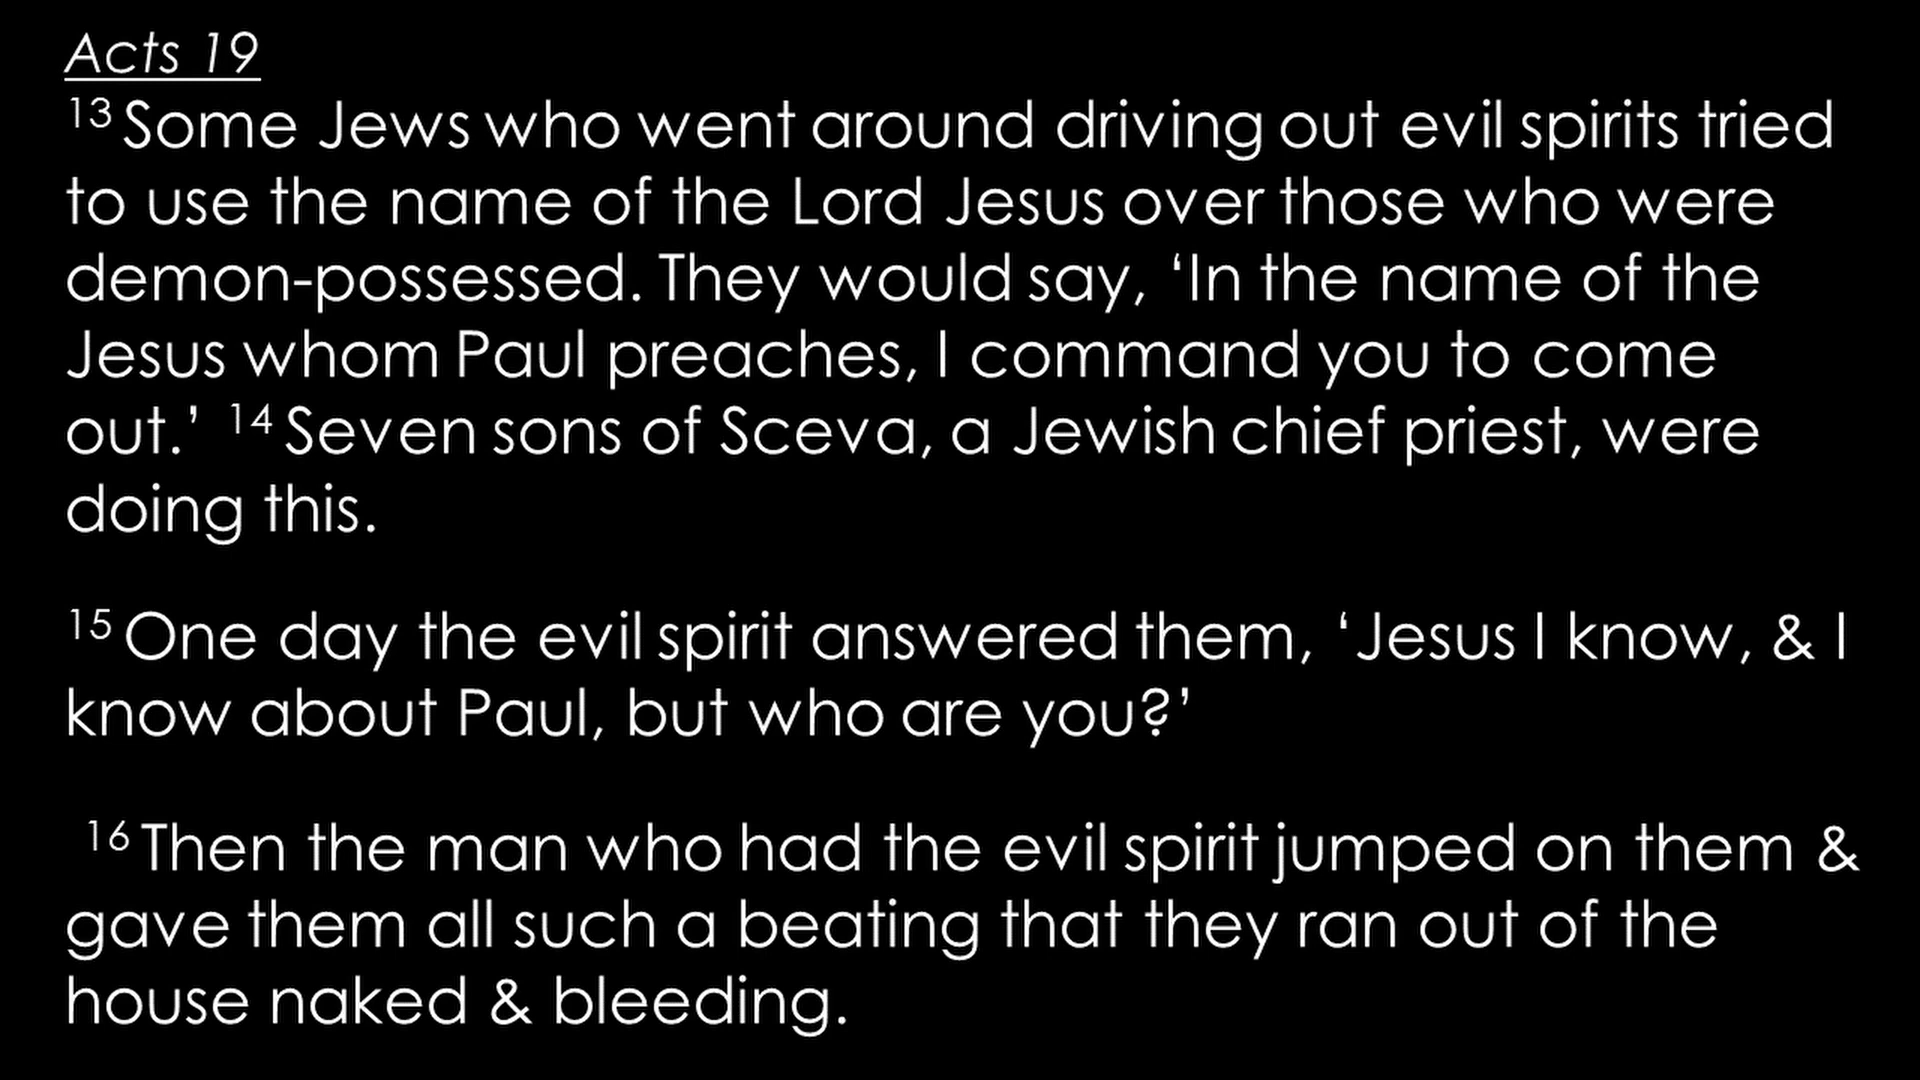 Acts 19
13 Some Jews who went around driving out evil spirits tried
to use the name of the Lord Jesus over those who were
demon-possessed. They would say, ‘In the name of the
Jesus whom Paul preaches, I command you to come
out.’ 14 Seven sons of Sceva, a Jewish chief priest, were
doing this.
15 One day the evil spirit answered them, ‘Jesus I know, & I
know about Paul, but who are you?’
16 Then the man who had the evil spirit jumped on them &
gave them all such a beating that they ran out of the
house naked & bleeding.